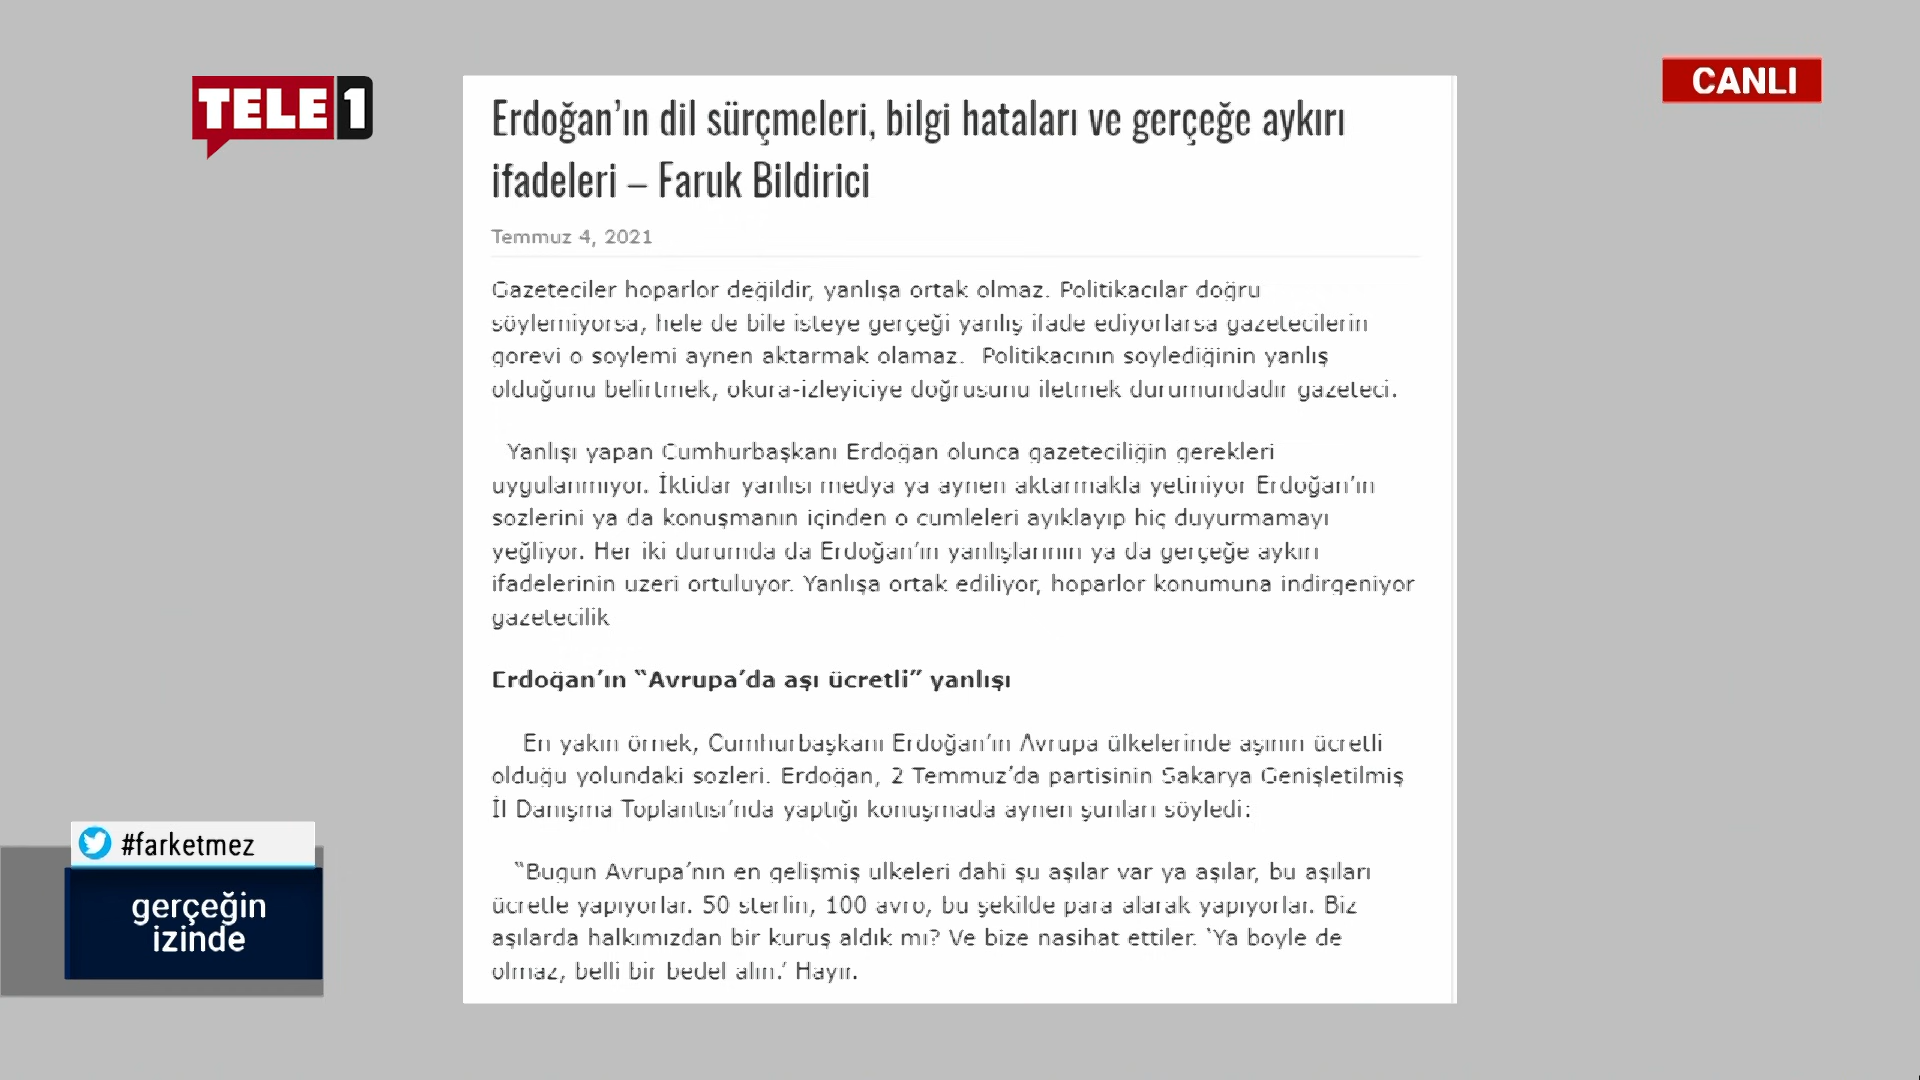 TELE 1
CANLI
Erdoğan’ın dil sürçmeleri, bilgi hataları ve gerçeğe aykırı
ifadeleri – Faruk Bildirici
Temmuz 4, 2021
Gazeteciler hoparlor değildir, yanlışa ortak olmaz. Politikacılar doğru
söylemiyorsa, hele de bile isteye gerçeği yanlış ifade ediyorlarsa gazetecilerin
gorevi o soylemi aynen aktarmak olamaz. Politikacının soylediğinin yanlış
olduğunu belirtmek, okura-izleyiciye doğrusunu iletmek durumundadır gazeteci.
Yanlışı yapan Cumhurbaşkanı Erdoğan olunca gazeteciliğin gerekleri
uygulanmıyor. İktidar yanlısı medya ya aynen aktarmakla yetiniyor Erdoğan’ın
sozlerini ya da konuşmanın içinden o cumleleri ayıklayıp hiç duyurmamayı
yeğliyor. Her iki durumda da Erdoğan’ın yanlışlarının ya da gerçeğe aykırı
ifadelerinin uzeri ortuluyor. Yanlışa ortak ediliyor, hoparlor konumuna indirgeniyor
gazetecilik
Erdoğan’ın “Avrupa’da aşı ücretli” yanlışı
En yakın örnek, Cumhurbaşkanı Erdoğan’ın Avrupa ülkelerinde aşının ücretli
olduğu yolundaki sozleri. Erdoğan, 2 Temmuz’da partisinin Sakarya Genişletilmiş
İl Danışma Toplantısı’nda yaptığı konuşmada aynen şunları söyledi:
“Bugun Avrupa’nın en gelişmiş ulkeleri dahi şu aşılar var ya aşılar, bu aşıları
ücretle yapıyorlar. 50 sterlin, 100 avro, bu şekilde para alarak yapıyorlar. Biz
aşılarda halkımızdan bir kuruş aldık mı? Ve bize nasihat ettiler. ‘Ya boyle de
olmaz, belli bir bedel alın.’ Hayır.
#farketmez
gerçeğin
izinde